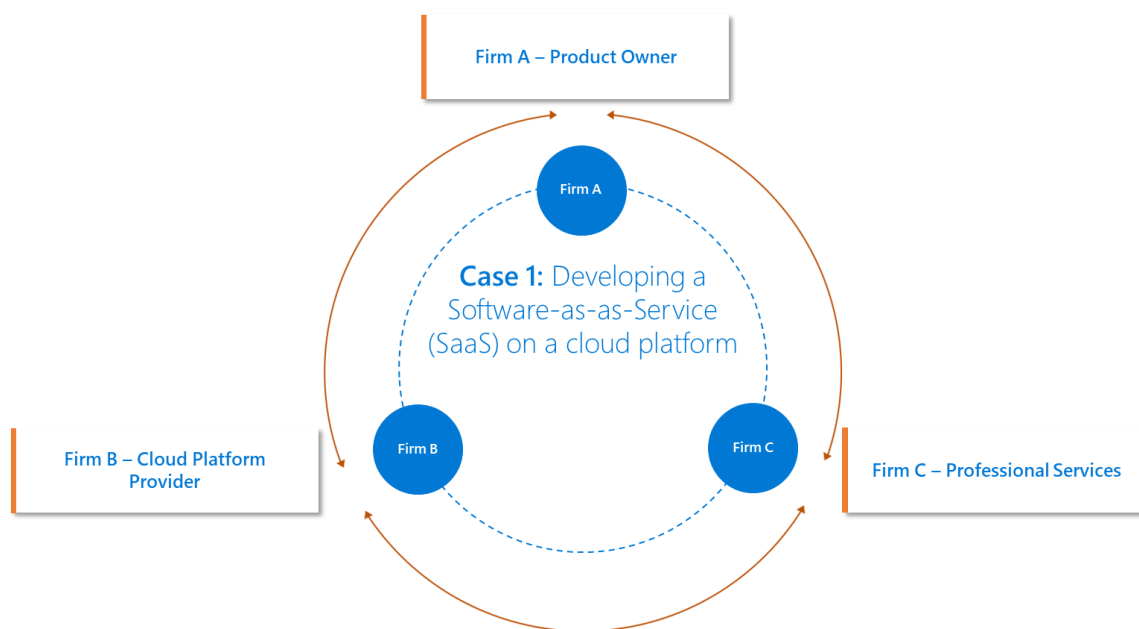 Firm A – Product Owner
Firm A
Case 1: Developing a
Software-as-as-Service
(SaaS) on a cloud platform
Firm B
Firm C
Firm B – Cloud Platform
Provider
Firm C – Professional Services